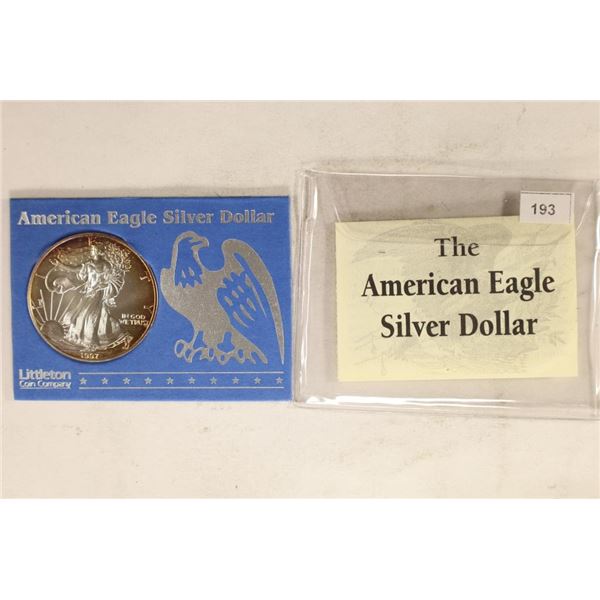 American Eagle Silver Dollar
IN GOD
WE TRUST
1997
Littleton
Coin Company
193
The
American Eagle
Silver Dollar